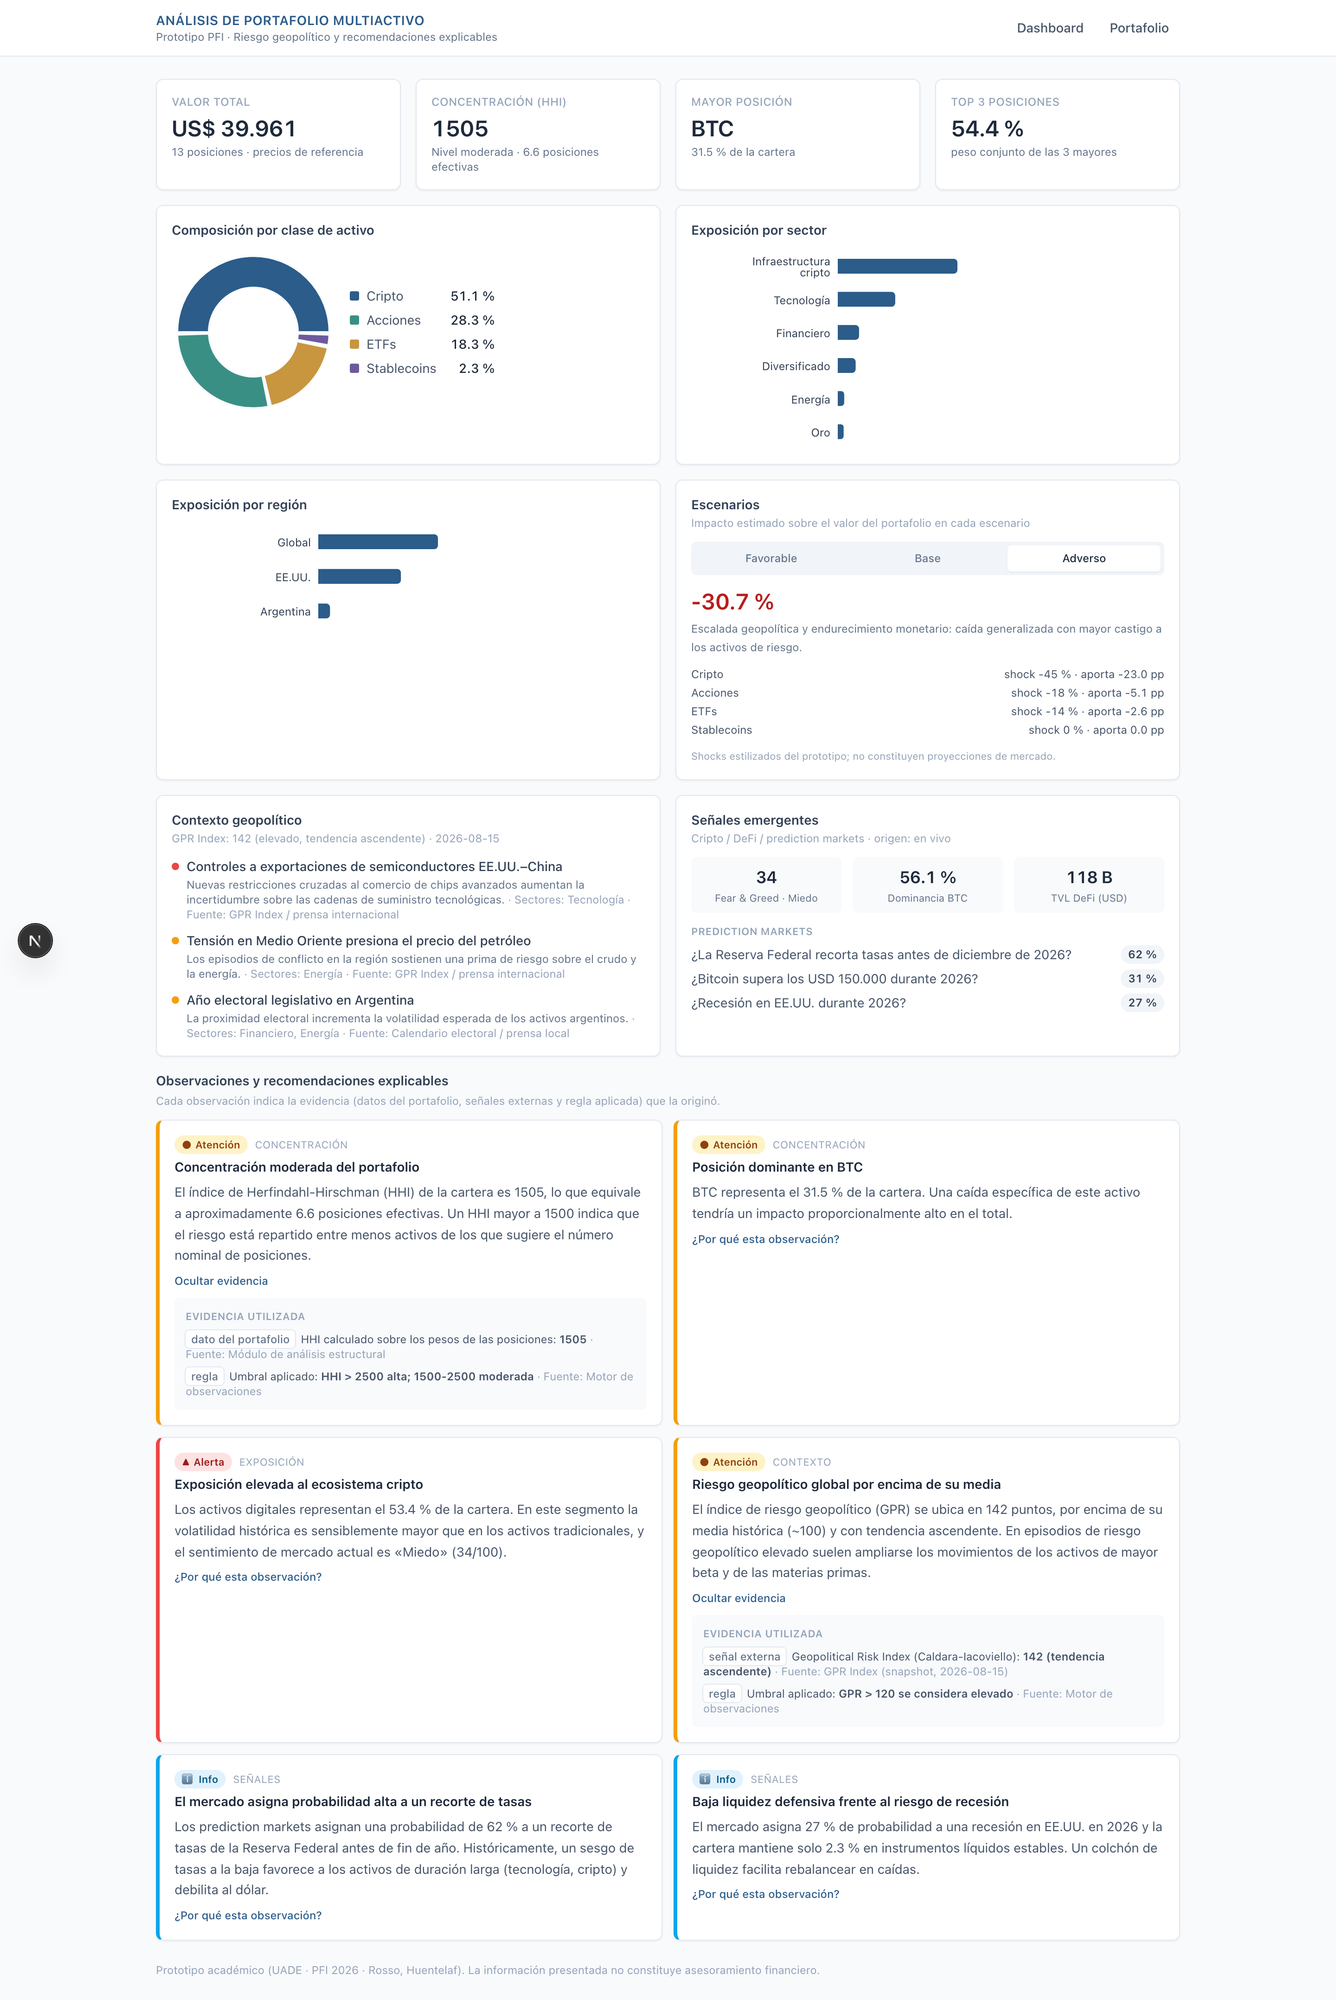 ANÁLISIS DE PORTAFOLIO MULTIACTIVO
Prototipo PFI · Riesgo geopolítico y recomendaciones explicables
Dashboard
Portafolio
VALOR TOTAL
US$ 39.961
13 posiciones · precios de referencia
CONCENTRACIÓN (HHI)
1505
Nivel moderada · 6.6 posiciones
efectivas
MAYOR POSICIÓN
BTC
31.5 % de la cartera
TOP 3 POSICIONES
54.4 %
peso conjunto de las 3 mayores
Composición por clase de activo
Cripto 51.1 %
Acciones 28.3 %
ETFs 18.3 %
Stablecoins 2.3 %
Exposición por sector
Infraestructura
cripto
Tecnología
Financiero
Diversificado
Energía
Oro
Exposición por región
Global
EE.UU.
Argentina
Escenarios
Impacto estimado sobre el valor del portafolio en cada escenario
Favorable
Base
Adverso
-30.7 %
Escalada geopolítica y endurecimiento monetario: caída generalizada con mayor castigo a
los activos de riesgo.
Cripto shock -45 % · aporta -23.0 pp
Acciones shock -18 % · aporta -5.1 pp
ETFs shock -14 % · aporta -2.6 pp
Stablecoins shock 0 % · aporta 0.0 pp
Shocks estilizados del prototipo; no constituyen proyecciones de mercado.
Contexto geopolítico
GPR Index: 142 (elevado, tendencia ascendente) · 2026-08-15
Controles a exportaciones de semiconductores EE.UU.–China
Nuevas restricciones cruzadas al comercio de chips avanzados aumentan la
incertidumbre sobre las cadenas de suministro tecnológicas. · Sectores: Tecnología ·
Fuente: GPR Index / prensa internacional
Tensión en Medio Oriente presiona el precio del petróleo
Los episodios de conflicto en la región sostienen una prima de riesgo sobre el crudo y
la energía. · Sectores: Energía · Fuente: GPR Index / prensa internacional
Año electoral legislativo en Argentina
La proximidad electoral incrementa la volatilidad esperada de los activos argentinos. ·
Sectores: Financiero, Energía · Fuente: Calendario electoral / prensa local
Señales emergentes
Cripto / DeFi / prediction markets · origen: en vivo
34
Fear & Greed · Miedo
56.1 %
Dominancia BTC
118 B
TVL DeFi (USD)
PREDICTION MARKETS
¿La Reserva Federal recorta tasas antes de diciembre de 2026? 62 %
¿Bitcoin supera los USD 150.000 durante 2026? 31 %
¿Recesión en EE.UU. durante 2026? 27 %
N
Observaciones y recomendaciones explicables
Cada observación indica la evidencia (datos del portafolio, señales externas y regla aplicada) que la originó.
Atención CONCENTRACIÓN
Concentración moderada del portafolio
El índice de Herfindahl-Hirschman (HHI) de la cartera es 1505, lo que equivale
a aproximadamente 6.6 posiciones efectivas. Un HHI mayor a 1500 indica que
el riesgo está repartido entre menos activos de los que sugiere el número
nominal de posiciones.
Ocultar evidencia
EVIDENCIA UTILIZADA
dato del portafolio HHI calculado sobre los pesos de las posiciones: 1505 ·
Fuente: Módulo de análisis estructural
regla Umbral aplicado: HHI > 2500 alta; 1500-2500 moderada · Fuente: Motor de
observaciones
Atención CONCENTRACIÓN
Posición dominante en BTC
BTC representa el 31.5 % de la cartera. Una caída específica de este activo
tendría un impacto proporcionalmente alto en el total.
¿Por qué esta observación?
Alerta EXPOSICIÓN
Exposición elevada al ecosistema cripto
Los activos digitales representan el 53.4 % de la cartera. En este segmento la
volatilidad histórica es sensiblemente mayor que en los activos tradicionales, y
el sentimiento de mercado actual es «Miedo» (34/100).
¿Por qué esta observación?
Atención CONTEXTO
Riesgo geopolítico global por encima de su media
El índice de riesgo geopolítico (GPR) se ubica en 142 puntos, por encima de su
media histórica (~100) y con tendencia ascendente. En episodios de riesgo
geopolítico elevado suelen ampliarse los movimientos de los activos de mayor
beta y de las materias primas.
Ocultar evidencia
EVIDENCIA UTILIZADA
señal externa Geopolitical Risk Index (Caldara-Iacoviello): 142 (tendencia
ascendente) · Fuente: GPR Index (snapshot, 2026-08-15)
regla Umbral aplicado: GPR > 120 se considera elevado · Fuente: Motor de
observaciones
Info SEÑALES
El mercado asigna probabilidad alta a un recorte de tasas
Los prediction markets asignan una probabilidad de 62 % a un recorte de
tasas de la Reserva Federal antes de fin de año. Históricamente, un sesgo de
tasas a la baja favorece a los activos de duración larga (tecnología, cripto) y
debilita al dólar.
¿Por qué esta observación?
Info SEÑALES
Baja liquidez defensiva frente al riesgo de recesión
El mercado asigna 27 % de probabilidad a una recesión en EE.UU. en 2026 y la
cartera mantiene solo 2.3 % en instrumentos líquidos estables. Un colchón de
liquidez facilita rebalancear en caídas.
¿Por qué esta observación?
Prototipo académico (UADE · PFI 2026 · Rosso, Huentelaf). La información presentada no constituye asesoramiento financiero.